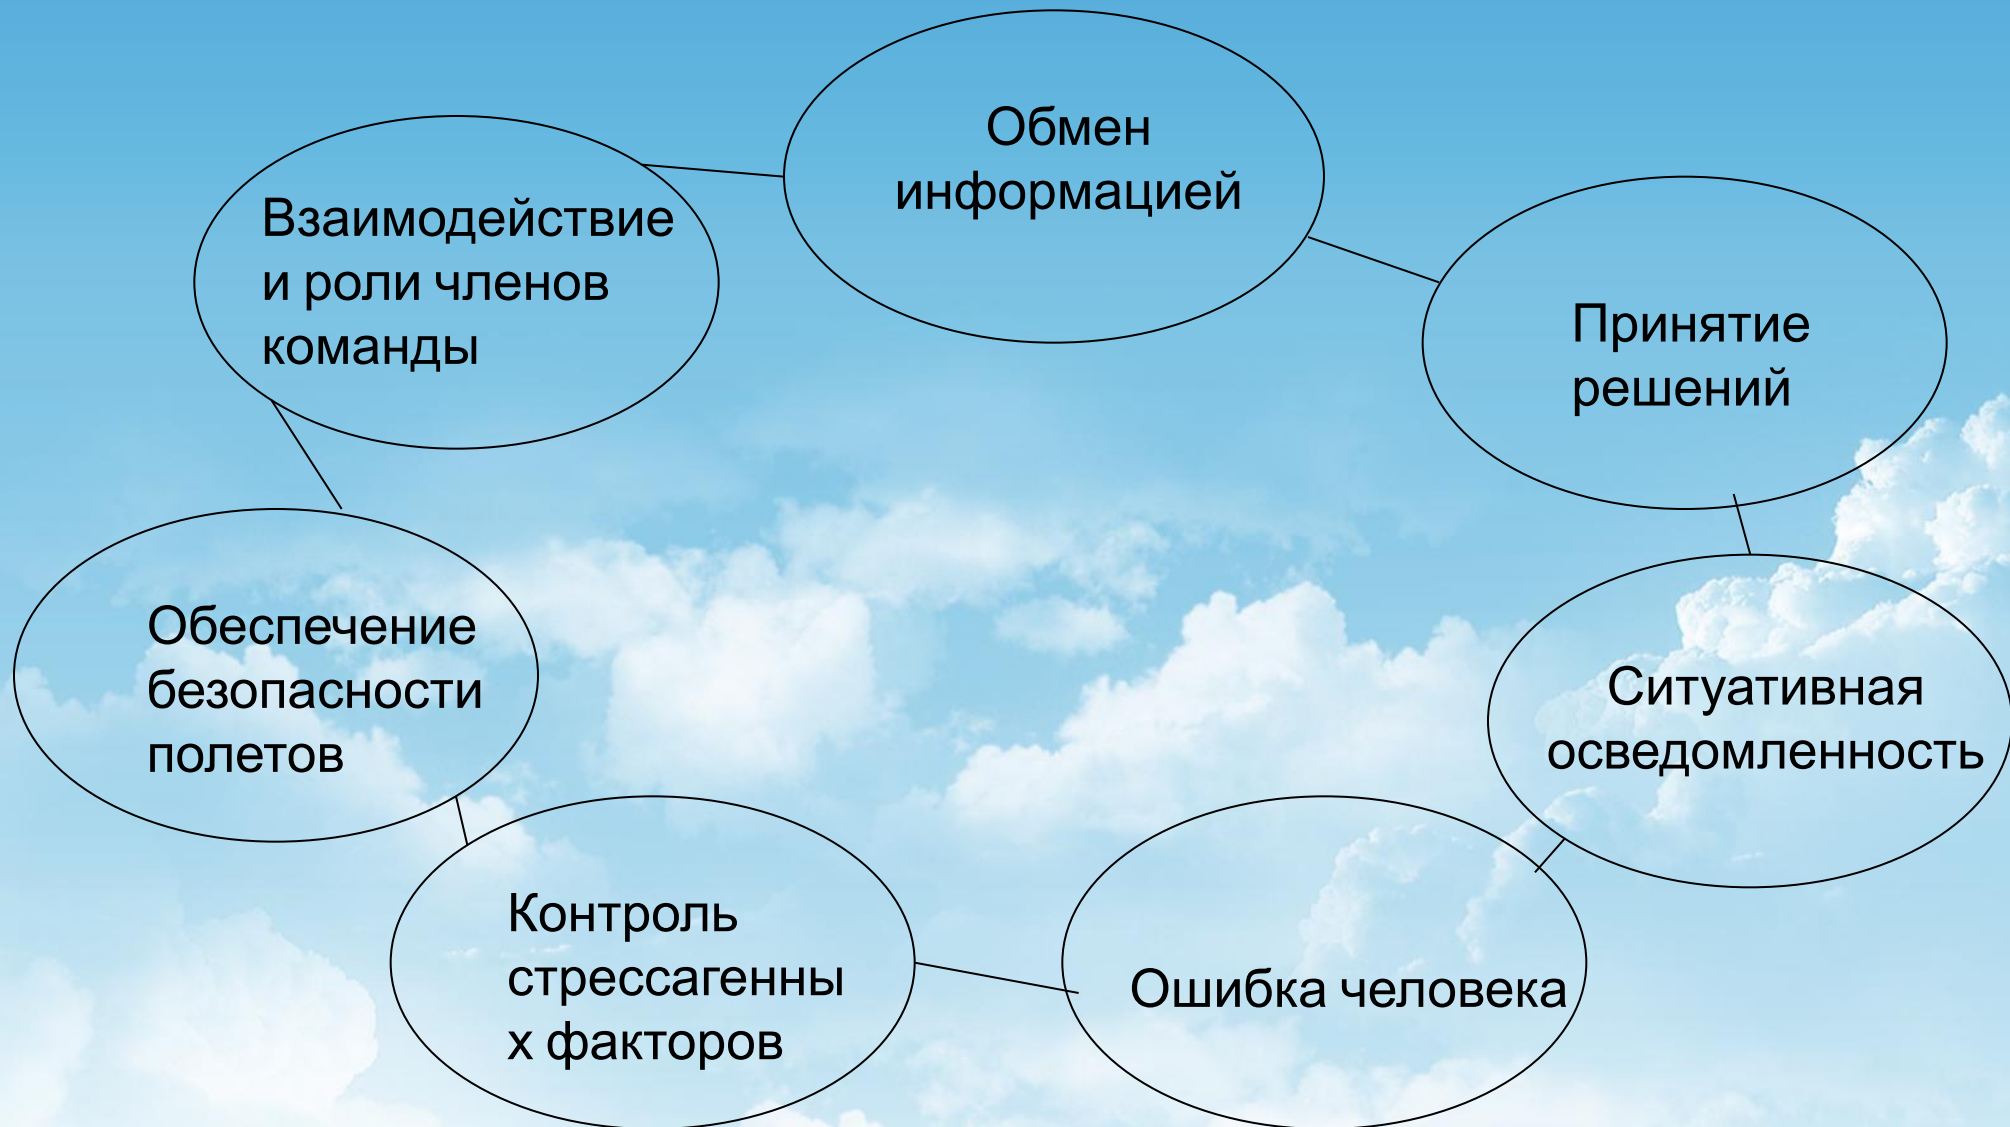 Обмен
информацией
Взаимодействие
и роли членов
команды
Принятие
решений
Обеспечение
безопасности
полетов
Ситуативная
осведомленность
Контроль
стрессагенны
х факторов
Ошибка человека